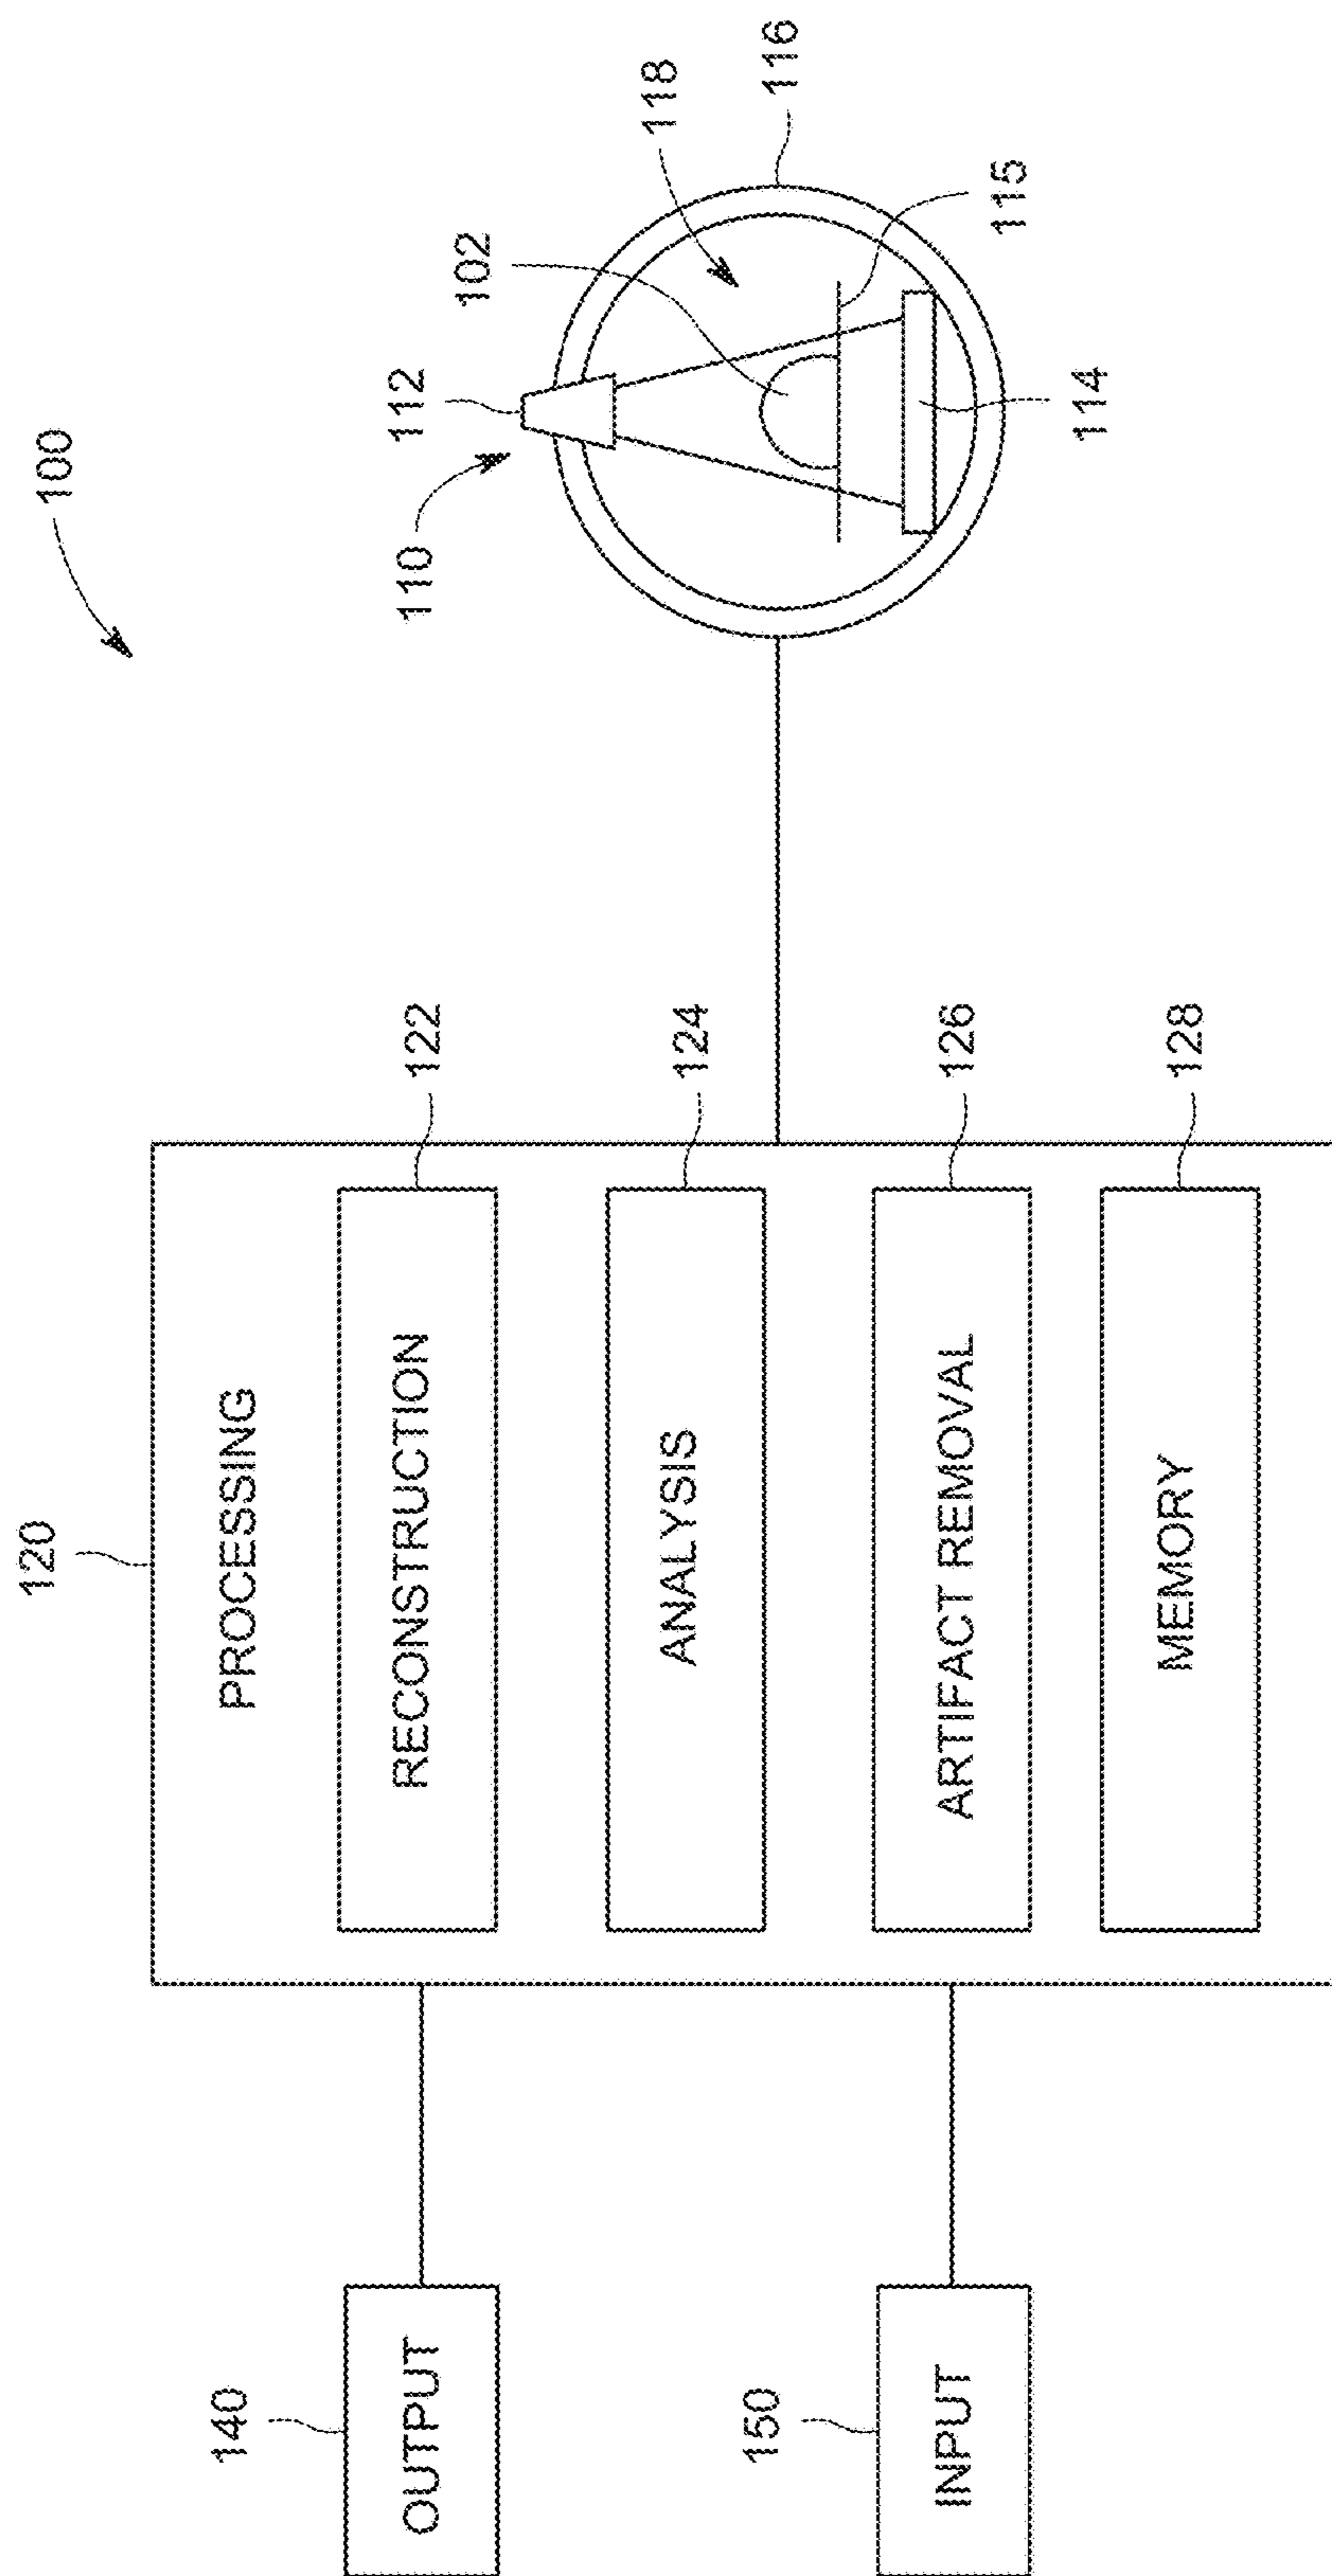 100
120
PROCESSING
RECONSTRUCTION
122
ANALYSIS
124
ARTIFACT REMOVAL
126
MEMORY
128
140
OUTPUT
150
INPUT
110
112
102
118
116
115
114